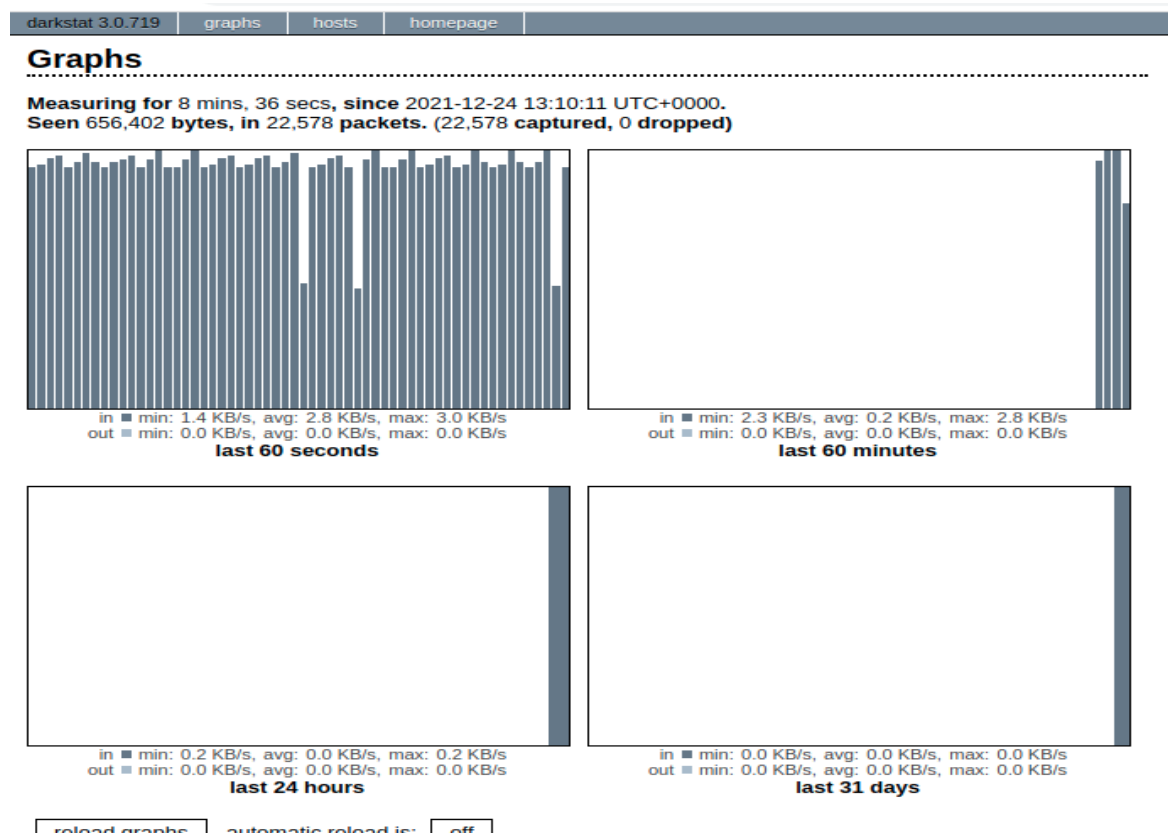 darkstat 3.0.719 graphs hosts homepage
Graphs
Measuring for 8 mins, 36 secs, since 2021-12-24 13:10:11 UTC+0000.
Seen 656,402 bytes, in 22,578 packets. (22,578 captured, 0 dropped)
in min: 1.4 KB/s, avg: 2.8 KB/s, max: 3.0 KB/s
out min: 0.0 KB/s, avg: 0.0 KB/s, max: 0.0 KB/s
last 60 seconds
in min: 2.3 KB/s, avg: 0.2 KB/s, max: 2.8 KB/s
out min: 0.0 KB/s, avg: 0.0 KB/s, max: 0.0 KB/s
last 60 minutes
in min: 0.2 KB/s, avg: 0.0 KB/s, max: 0.2 KB/s
out min: 0.0 KB/s, avg: 0.0 KB/s, max: 0.0 KB/s
last 24 hours
in min: 0.0 KB/s, avg: 0.0 KB/s, max: 0.0 KB/s
out min: 0.0 KB/s, avg: 0.0 KB/s, max: 0.0 KB/s
last 31 days
reload graphs automatic reload is: off